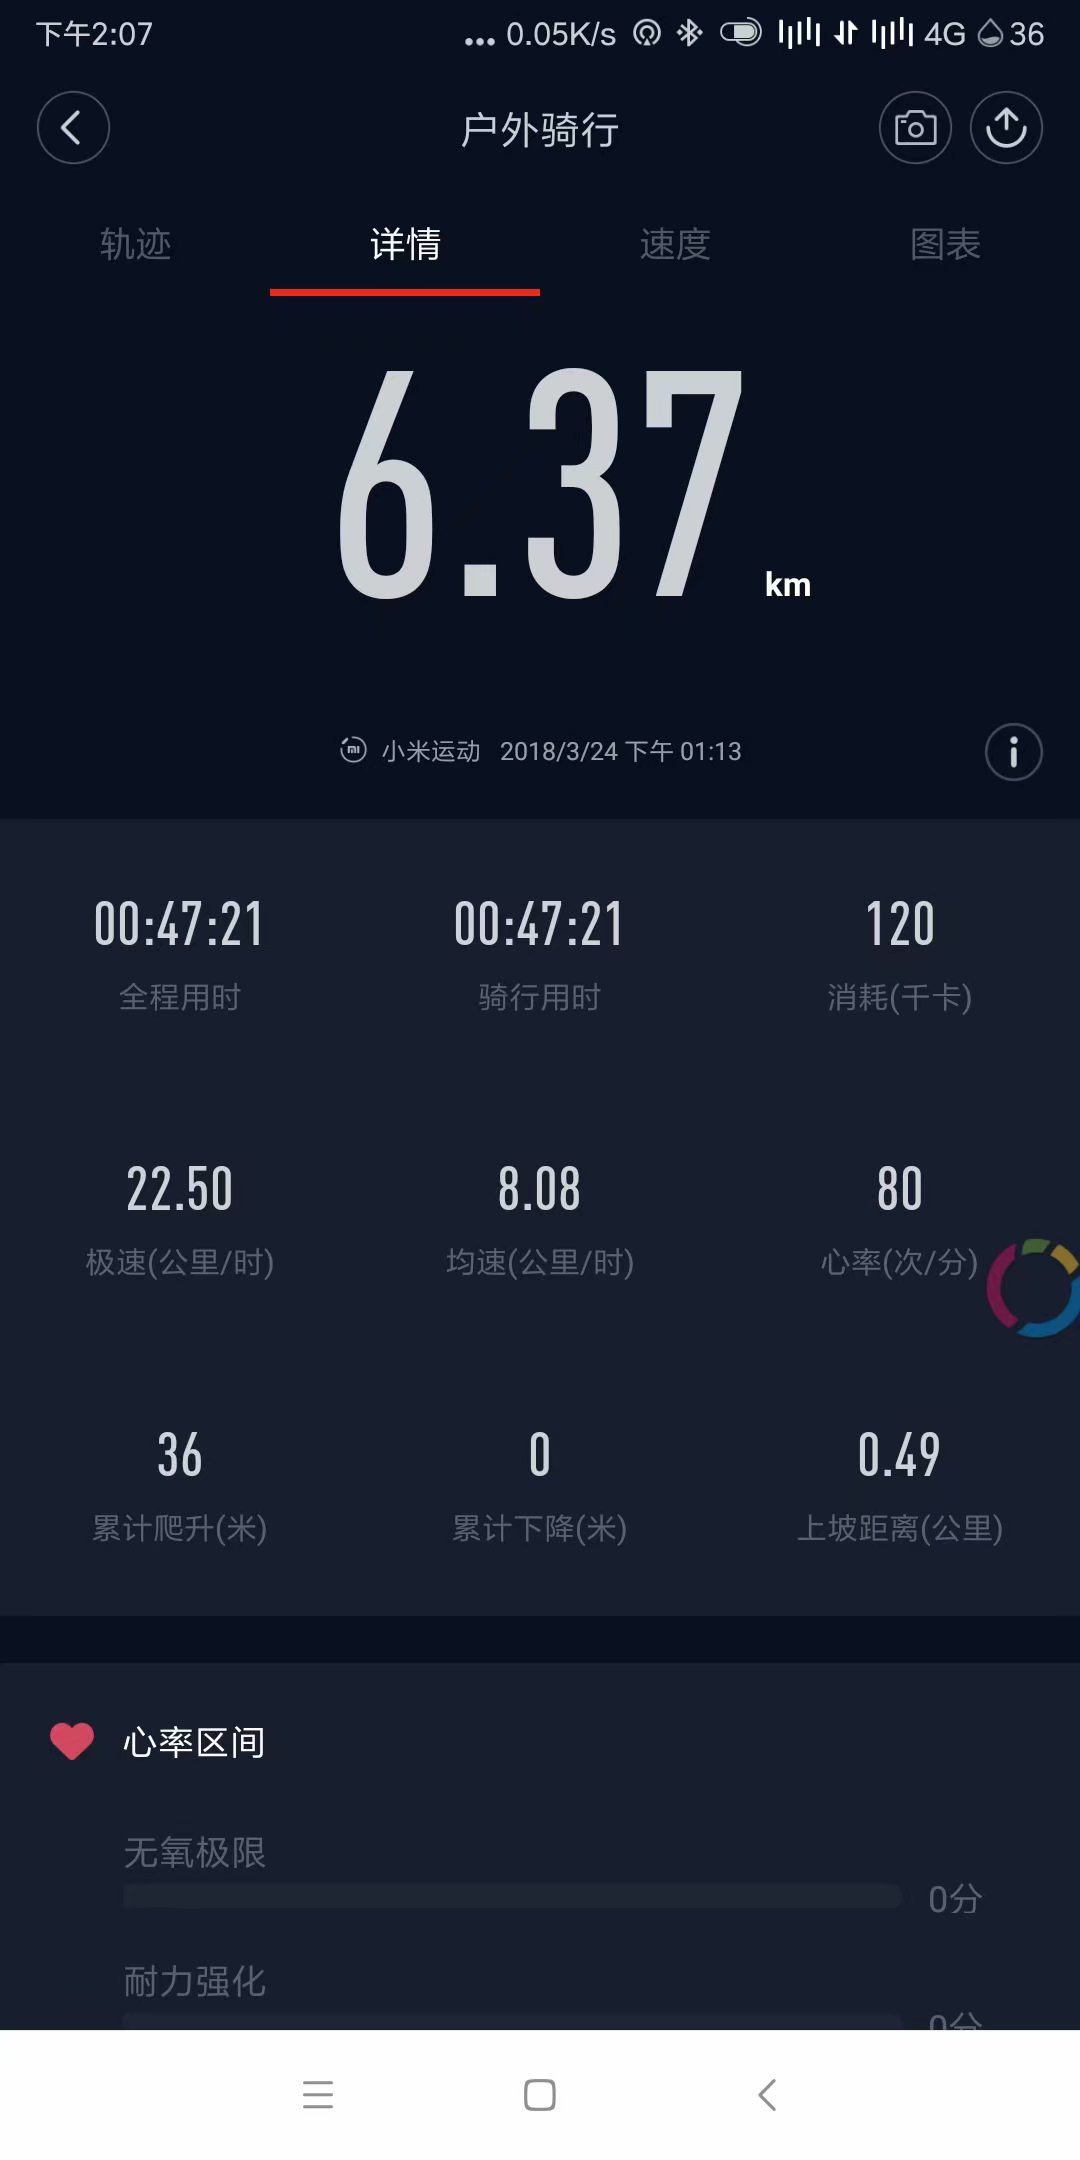 下午2:07 ... 0.05K/s 4G 36
户外骑行
轨迹 详情 速度 图表
6.37 km
小米运动 2018/3/24 下午 01:13
00:47:21 00:47:21 120
全程用时 骑行用时 消耗(千卡)
22.50 8.08 80
极速(公里/时) 均速(公里/时) 心率(次/分)
36 0 0.49
累计爬升(米) 累计下降(米) 上坡距离(公里)
心率区间
无氧极限
0分
耐力强化
0分